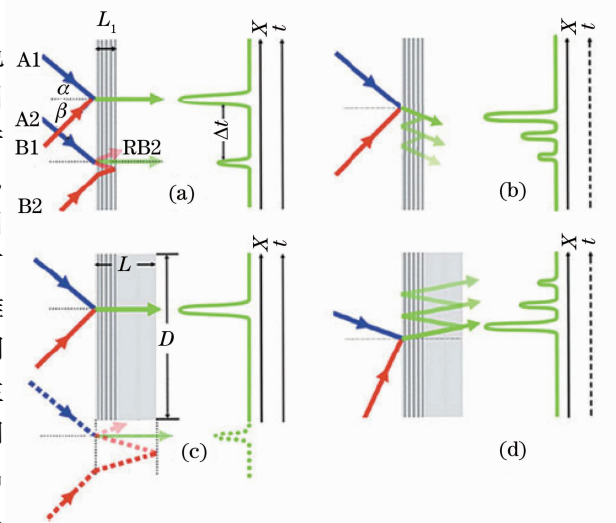 L₁
X
t
A1
α
β
A2
B1
Δt
RB2
B2
(a)
X
t
(b)
L
D
X
t
(c)
X
t
(d)